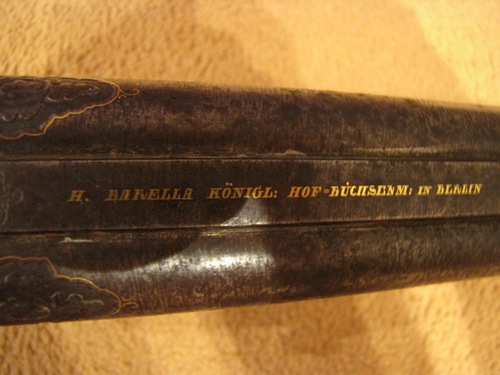 H. BARELLA KÖNIGL: HOF=BÜCHSENM: IN BERLIN